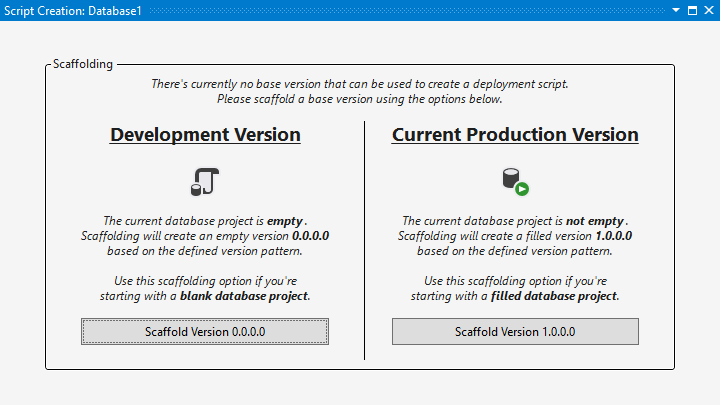 Script Creation: Database1
Scaffolding
There's currently no base version that can be used to create a deployment script.
Please scaffold a base version using the options below.
Development Version
The current database project is empty.
Scaffolding will create an empty version 0.0.0.0
based on the defined version pattern.
Use this scaffolding option if you're
starting with a blank database project.
Scaffold Version 0.0.0.0
Current Production Version
The current database project is not empty.
Scaffolding will create a filled version 1.0.0.0
based on the defined version pattern.
Use this scaffolding option if you're
starting with a filled database project.
Scaffold Version 1.0.0.0